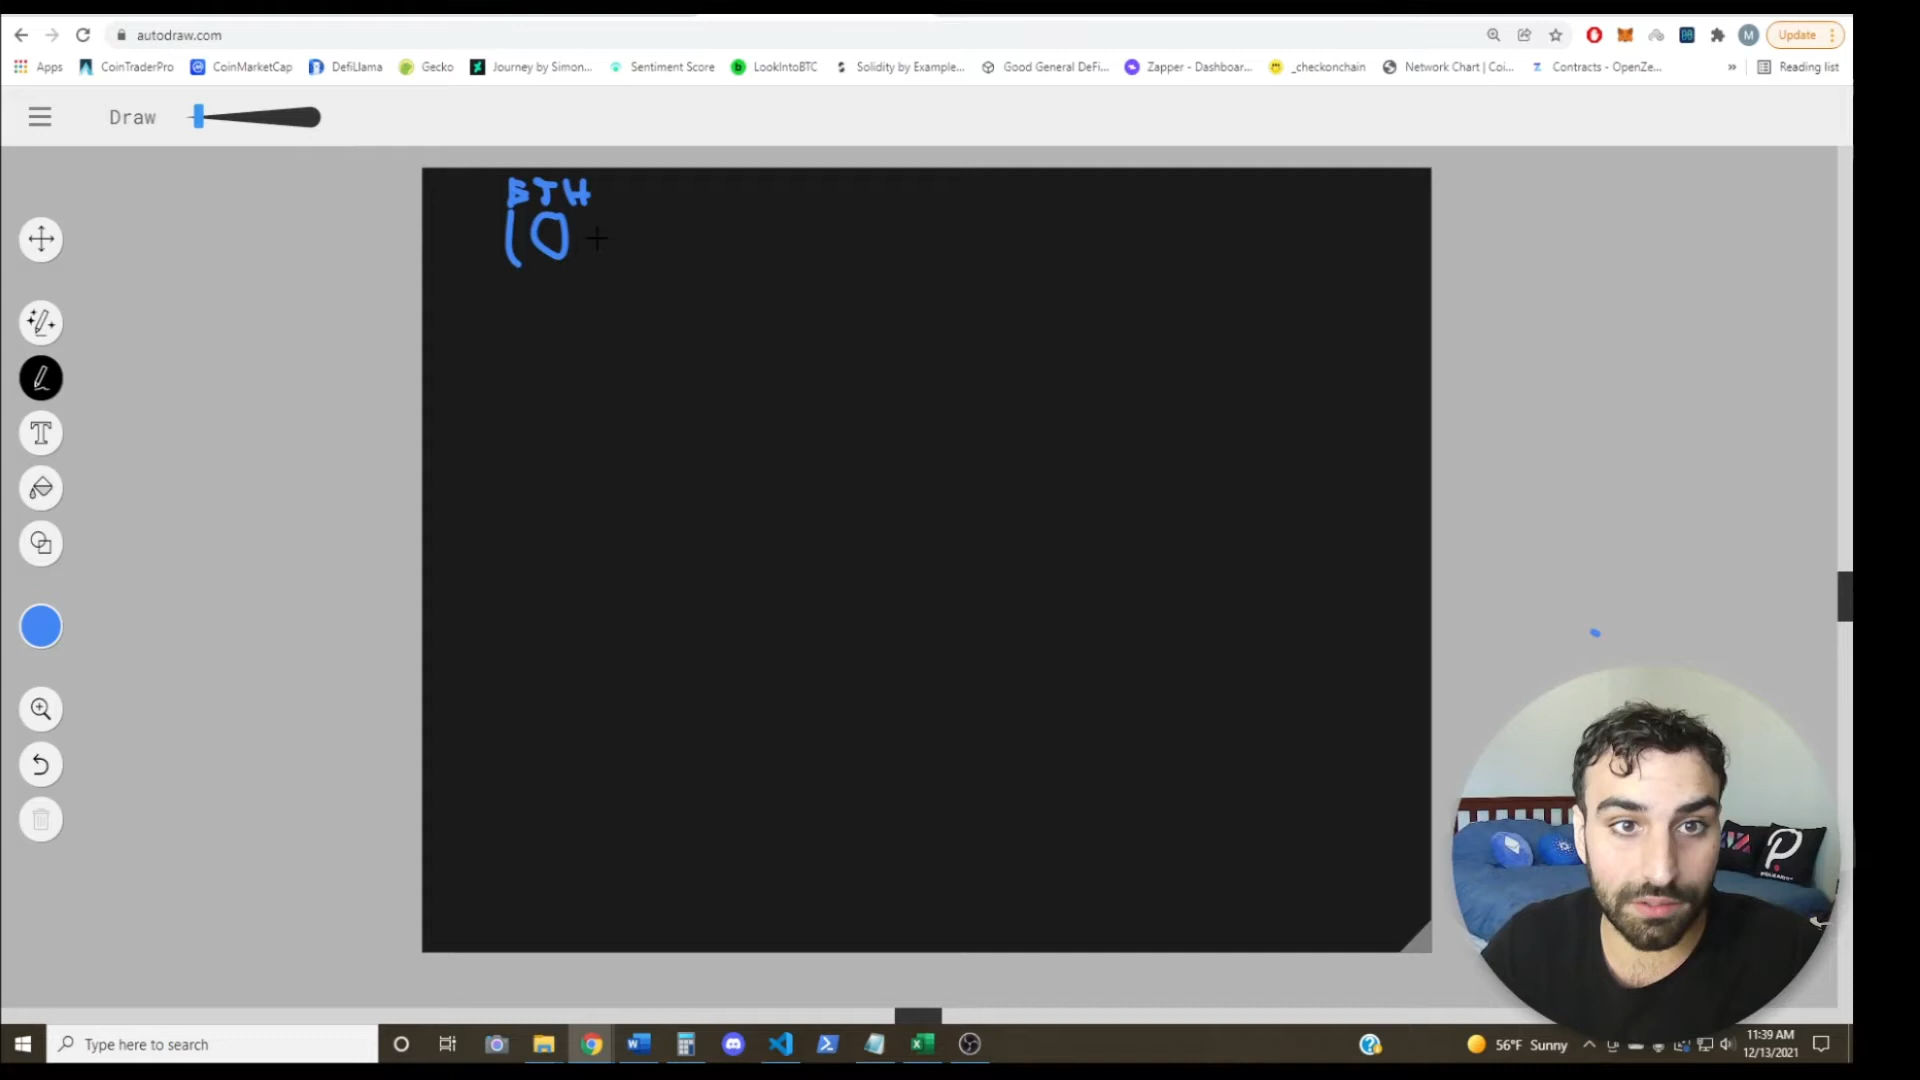 autodraw.com
M
Update
Apps
CoinTraderPro
CoinMarketCap
DefiLlama
Gecko
Journey by Simon...
Sentiment Score
LookIntoBTC
Solidity by Example...
Good General DeFi...
Zapper - Dashboar...
_checkonchain
Network Chart | Coi...
Contracts - OpenZe...
»
Reading list
Draw
ETH
10
T
P
Type here to search
56°F Sunny
11:39 AM
12/13/2021